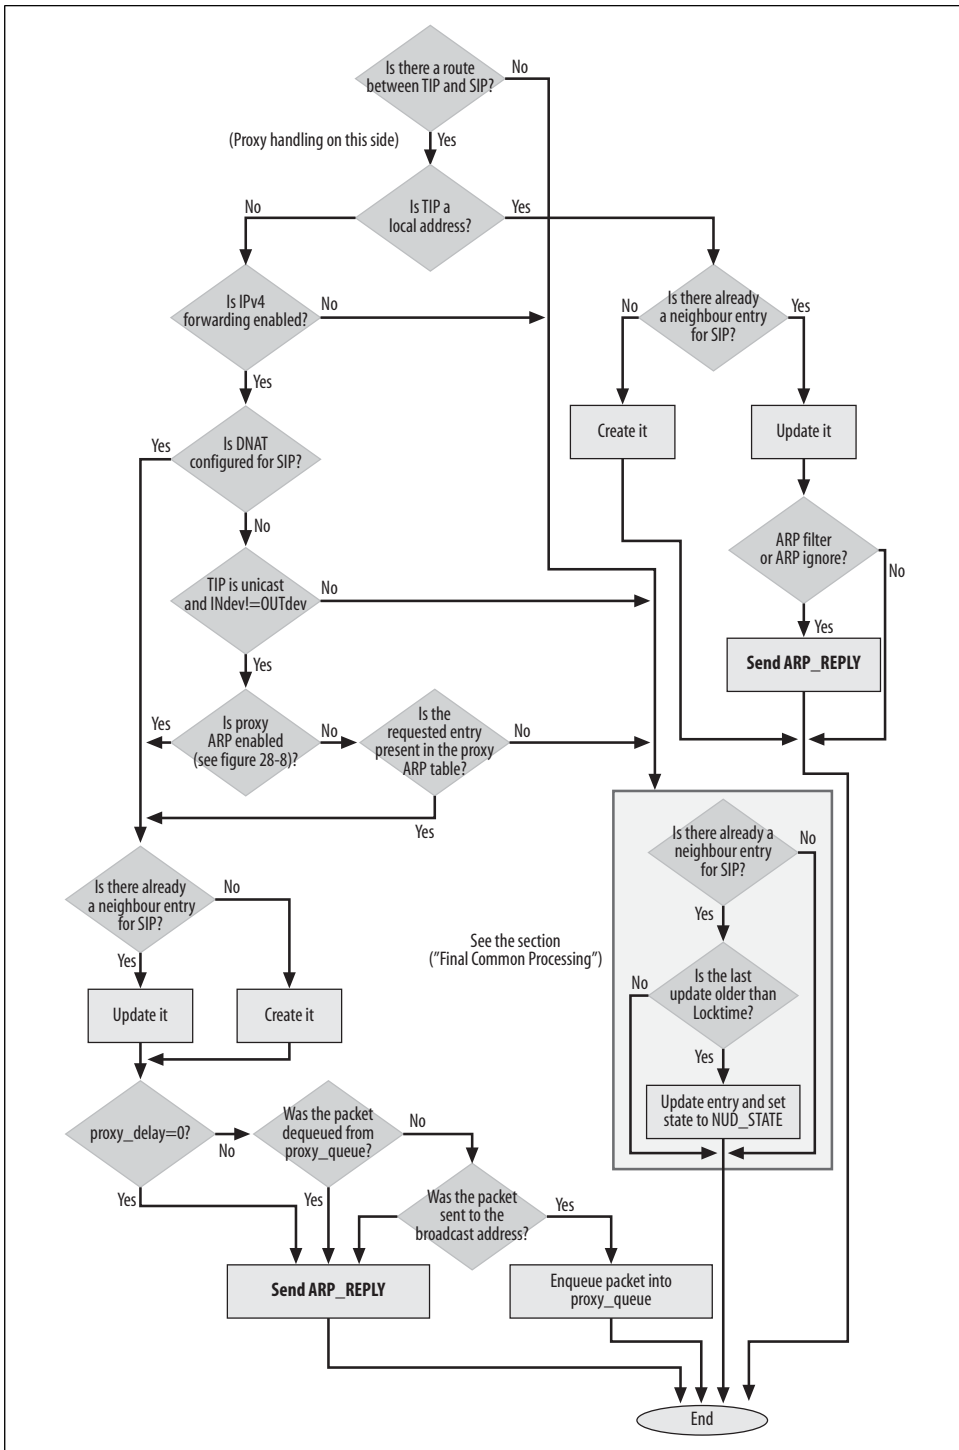 Is there a route
between TIP and SIP?
No
(Proxy handling on this side)
Yes
Is TIP a
local address?
No
Yes
Is IPv4
forwarding enabled?
No
Is there already
a neighbour entry
for SIP?
No
Yes
Yes
Create it
Update it
Is DNAT
configured for SIP?
Yes
No
ARP filter
or ARP ignore?
No
Yes
TIP is unicast
and INdev!=OUTdev
No
Yes
Send ARP_REPLY
Is proxy
ARP enabled
(see figure 28-8)?
Yes
No
Is the
requested entry
present in the proxy
ARP table?
No
Yes
Is there already a
neighbour entry
for SIP?
No
Yes
Is there already
a neighbour entry
for SIP?
No
Yes
See the section
("Final Common Processing")
Is the last
update older than
Locktime?
No
Yes
Update it
Create it
Update entry and set
state to NUD_STATE
proxy_delay=0?
No
Yes
Was the packet
dequeued from
proxy_queue?
No
Yes
Was the packet
sent to the
broadcast address?
Yes
Send ARP_REPLY
Enqueue packet into
proxy_queue
End